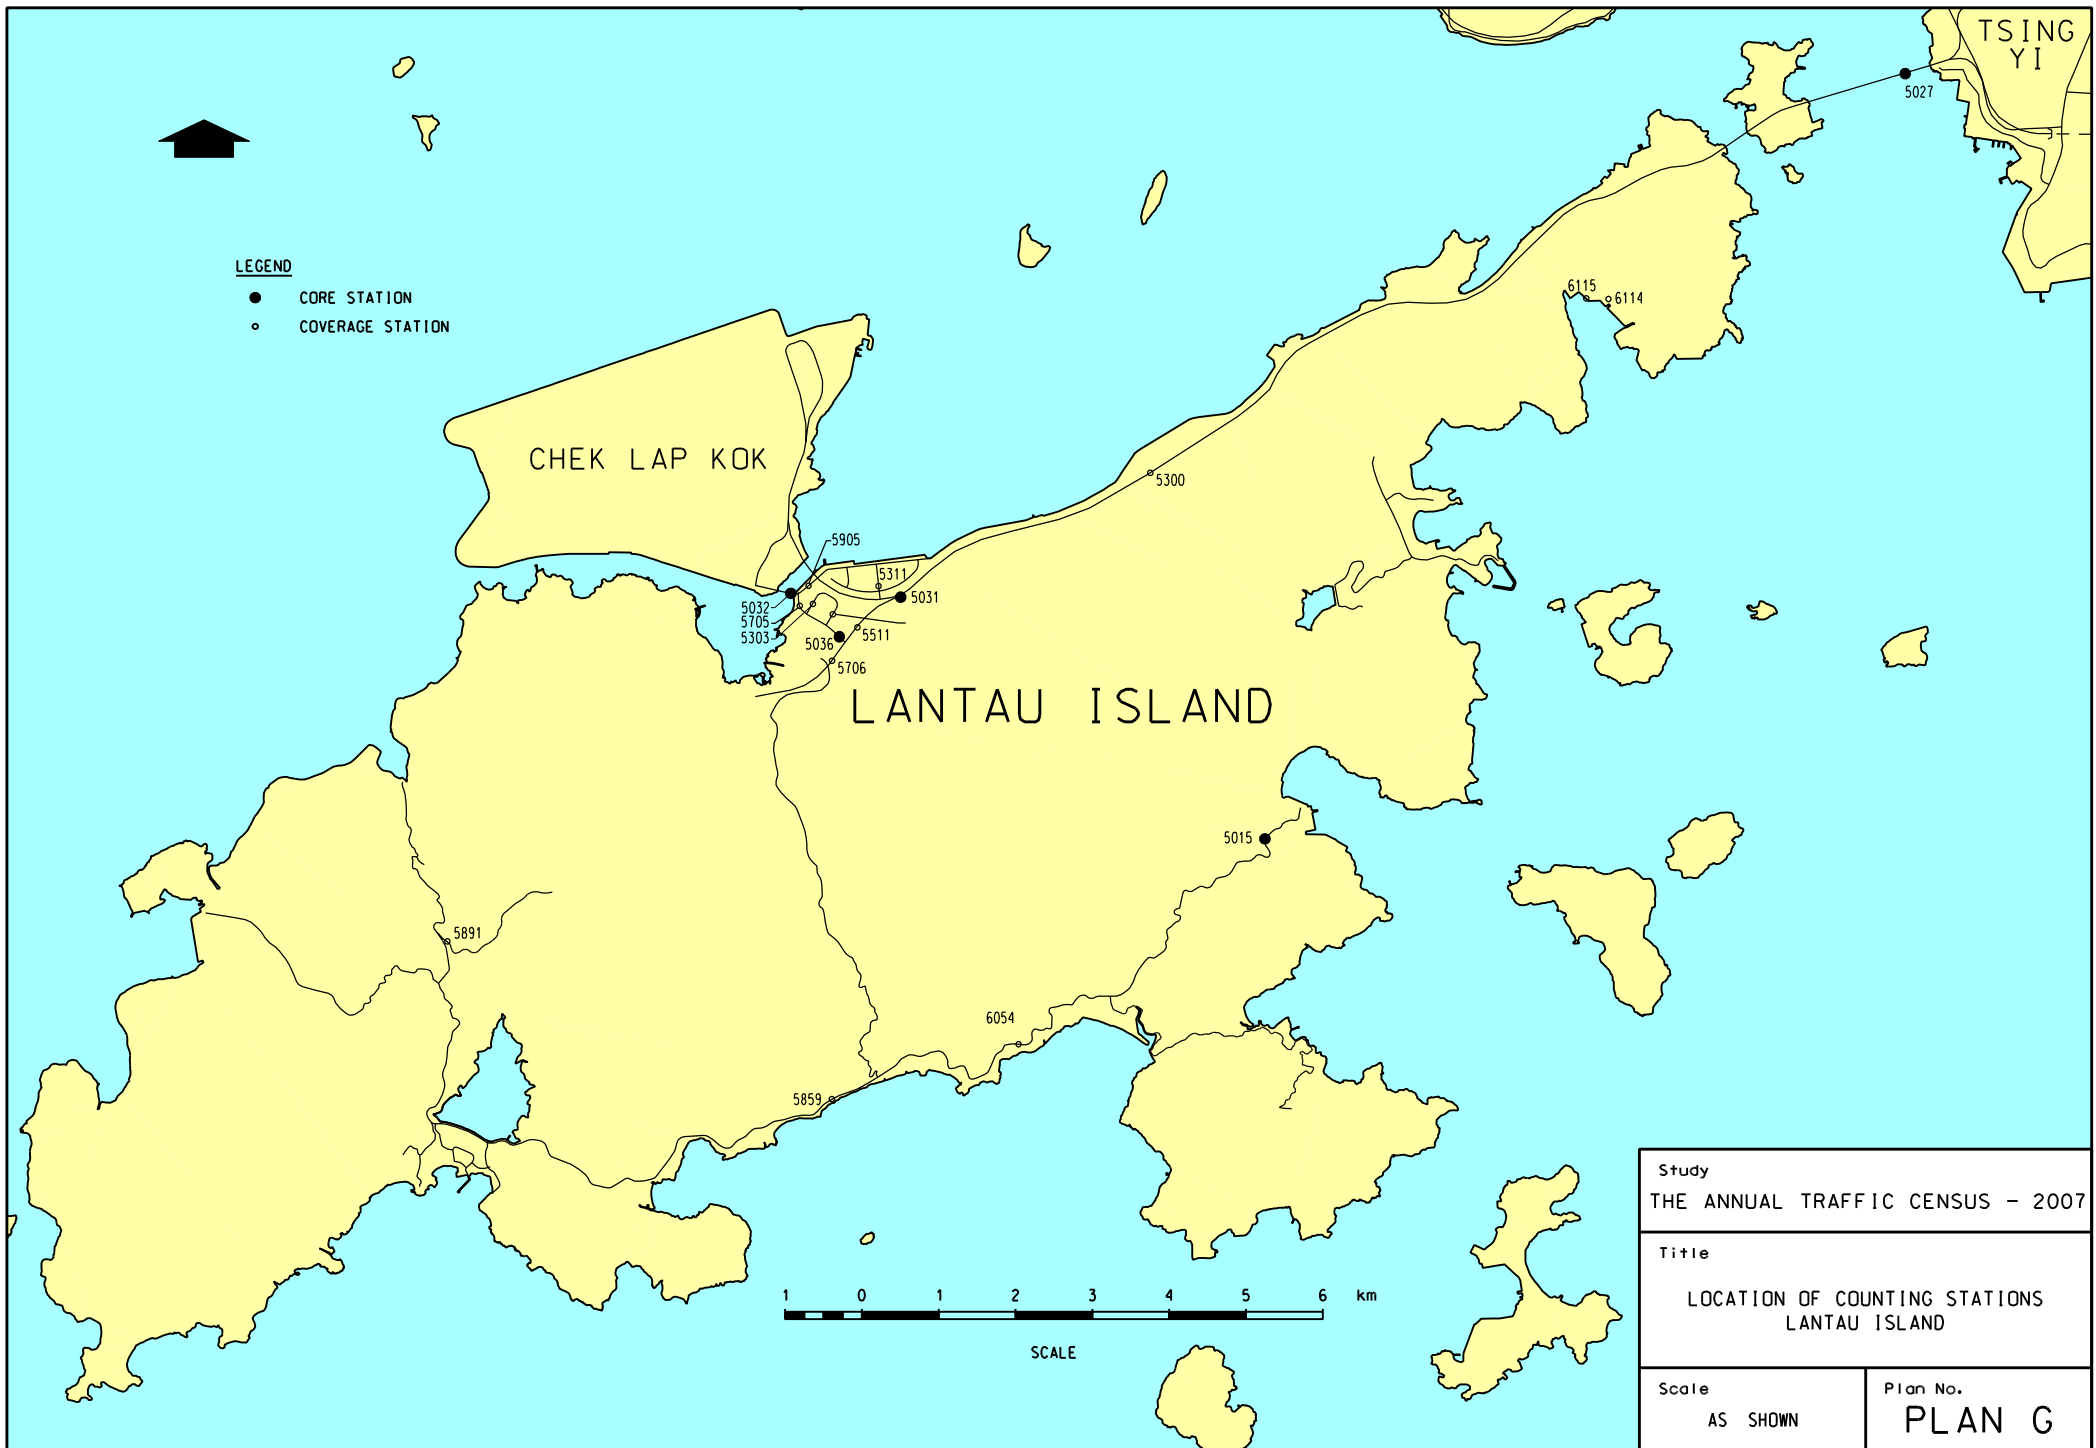 TSING
YI
5027
LEGEND
CORE STATION
COVERAGE STATION
6115
6114
CHEK LAP KOK
5300
5905
5311
5032
5031
5705
5303
5036
5511
5706
LANTAU ISLAND
5015
5891
6054
5859
1 0 1 2 3 4 5 6 km
SCALE
Study
THE ANNUAL TRAFFIC CENSUS - 2007
Title
LOCATION OF COUNTING STATIONS
LANTAU ISLAND
Scale
AS SHOWN
Plan No.
PLAN G